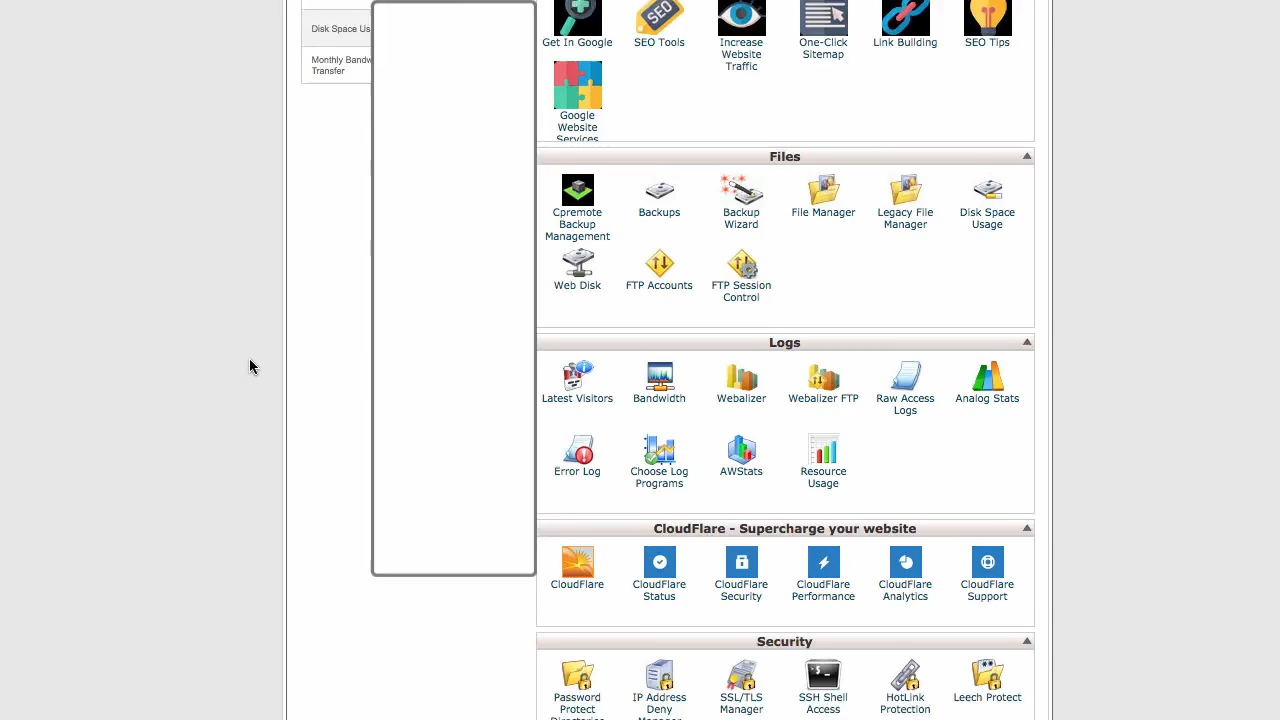 Disk Space Us
Monthly Bandw
Transfer
Get In Google
SEO Tools
Increase
Website
Traffic
One-Click
Sitemap
Link Building
SEO Tips
Google
Website
Services
Files
Cpremote
Backup
Management
Backups
Backup
Wizard
File Manager
Legacy File
Manager
Disk Space
Usage
Web Disk
FTP Accounts
FTP Session
Control
Logs
Latest Visitors
Bandwidth
Webalizer
Webalizer FTP
Raw Access
Logs
Analog Stats
Error Log
Choose Log
Programs
AWStats
Resource
Usage
CloudFlare - Supercharge your website
CloudFlare
CloudFlare
Status
CloudFlare
Security
CloudFlare
Performance
CloudFlare
Analytics
CloudFlare
Support
Security
Password
Protect
Directories
IP Address
Deny
Manager
SSL/TLS
Manager
SSH Shell
Access
HotLink
Protection
Leech Protect